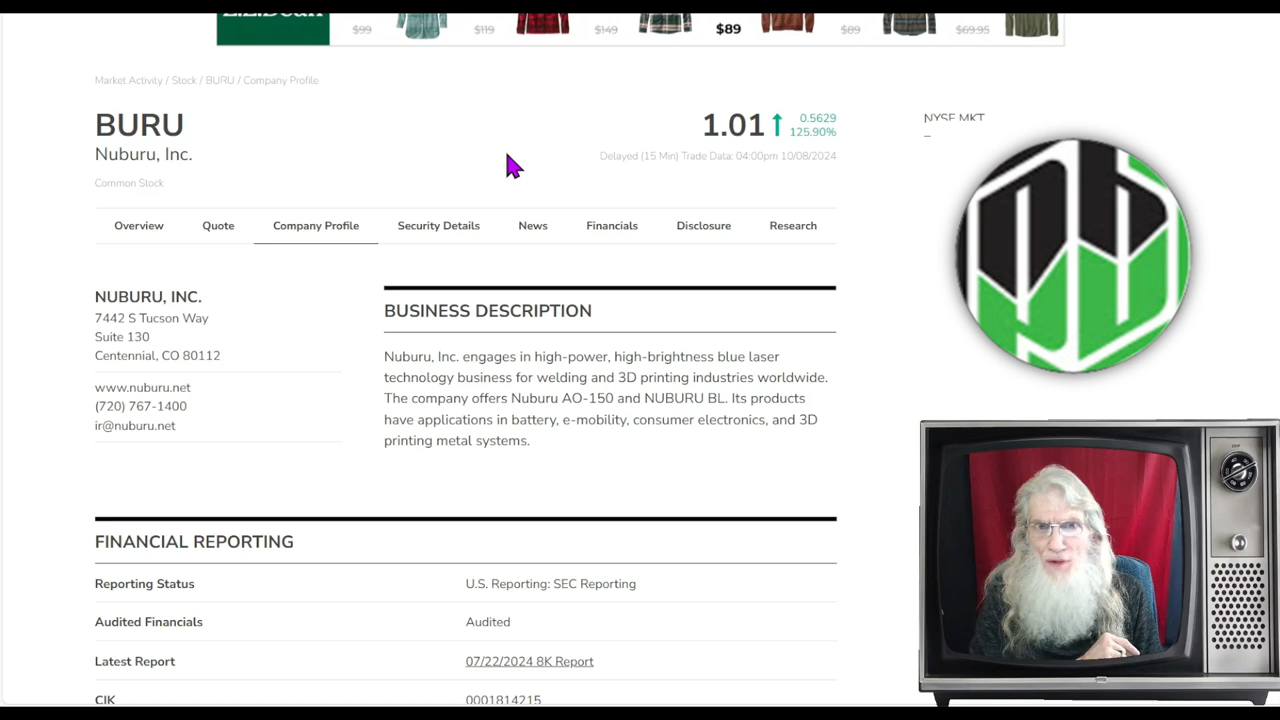 L.L.Bean
$99 $119 $149 $89 $89 $69.95
Market Activity / Stock / BURU / Company Profile
BURU
1.01
0.5629
125.90%
NYSE MKT
Nuburu, Inc.
Delayed (15 Min) Trade Data: 04:00pm 10/08/2024
Common Stock
Overview Quote Company Profile Security Details News Financials Disclosure Research
NUBURU, INC.
7442 S Tucson Way
Suite 130
Centennial, CO 80112
www.nuburu.net
(720) 767-1400
ir@nuburu.net
BUSINESS DESCRIPTION
Nuburu, Inc. engages in high-power, high-brightness blue laser
technology business for welding and 3D printing industries worldwide.
The company offers Nuburu AO-150 and NUBURU BL. Its products
have applications in battery, e-mobility, consumer electronics, and 3D
printing metal systems.
FINANCIAL REPORTING
Reporting Status U.S. Reporting: SEC Reporting
Audited Financials Audited
Latest Report 07/22/2024 8K Report
CIK 0001814215